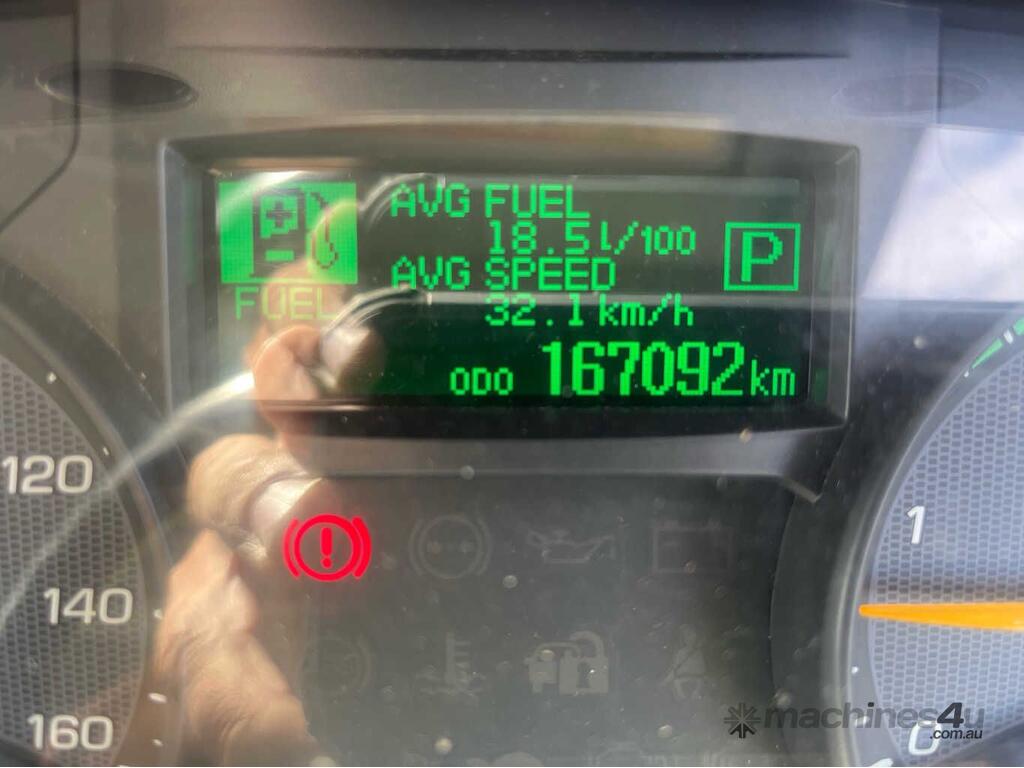 AVG FUEL
18.5 l/100
AVG SPEED
32.1 km/h
FUEL
P
ODO 167092 km
120
140
160
1
0
machines4u
.com.au